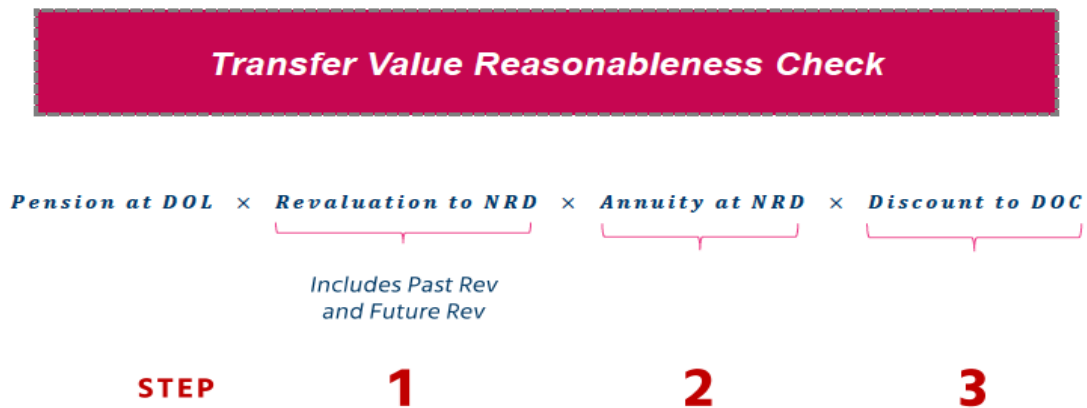 Transfer Value Reasonableness Check
Pension at DOL × Revaluation to NRD × Annuity at NRD × Discount to DOC
Includes Past Rev
and Future Rev
STEP 1 2 3